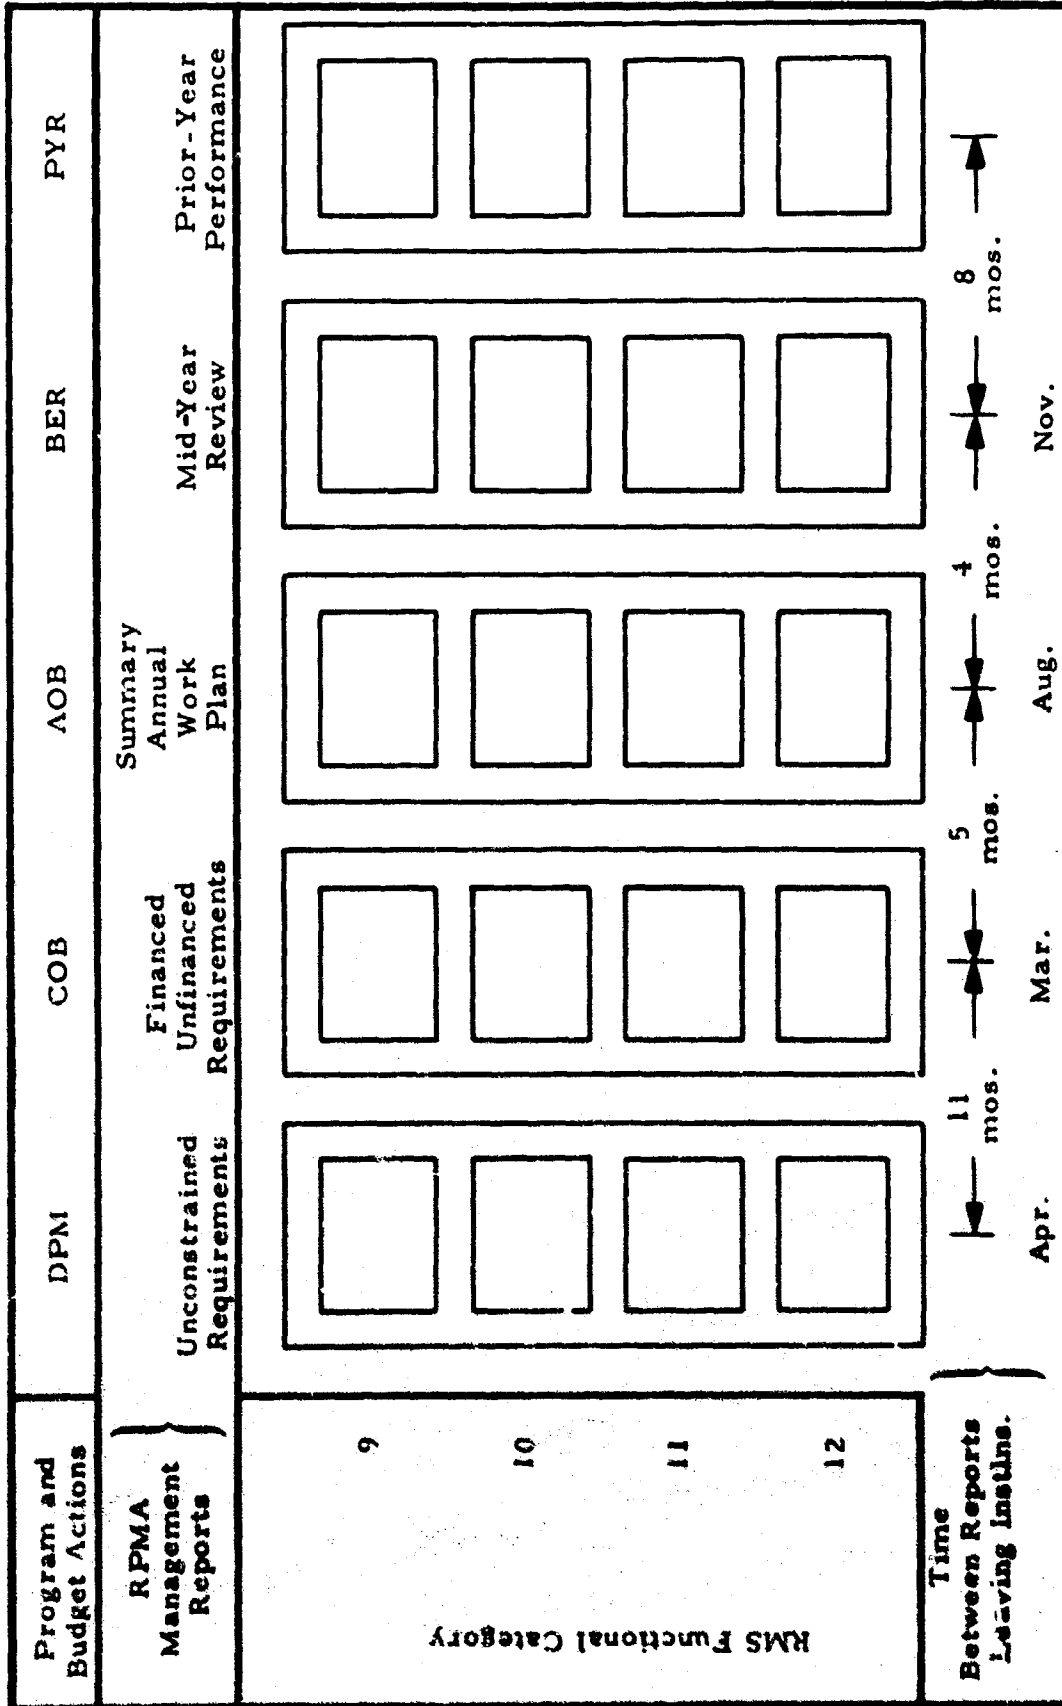 Program and
Budget Actions
DPM
COB
AOB
BER
PYR
RPMA
Management
Reports
Unconstrained
Requirements
Financed
Unfinanced
Requirements
Summary
Annual
Work
Plan
Mid-Year
Review
Prior-Year
Performance
RMS Functional Category
9
10
11
12
Time
Between Reports
Leaving Instlns.
11
mos.
5
mos.
4
mos.
8
mos.
Apr.
Mar.
Aug.
Nov.